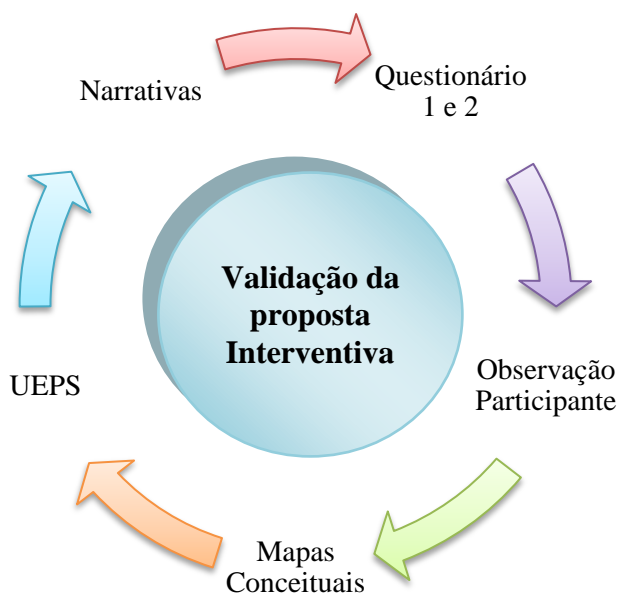 Narrativas
Questionário
1 e 2
Validação da
proposta
Interventiva
Observação
Participante
UEPS
Mapas
Conceituais